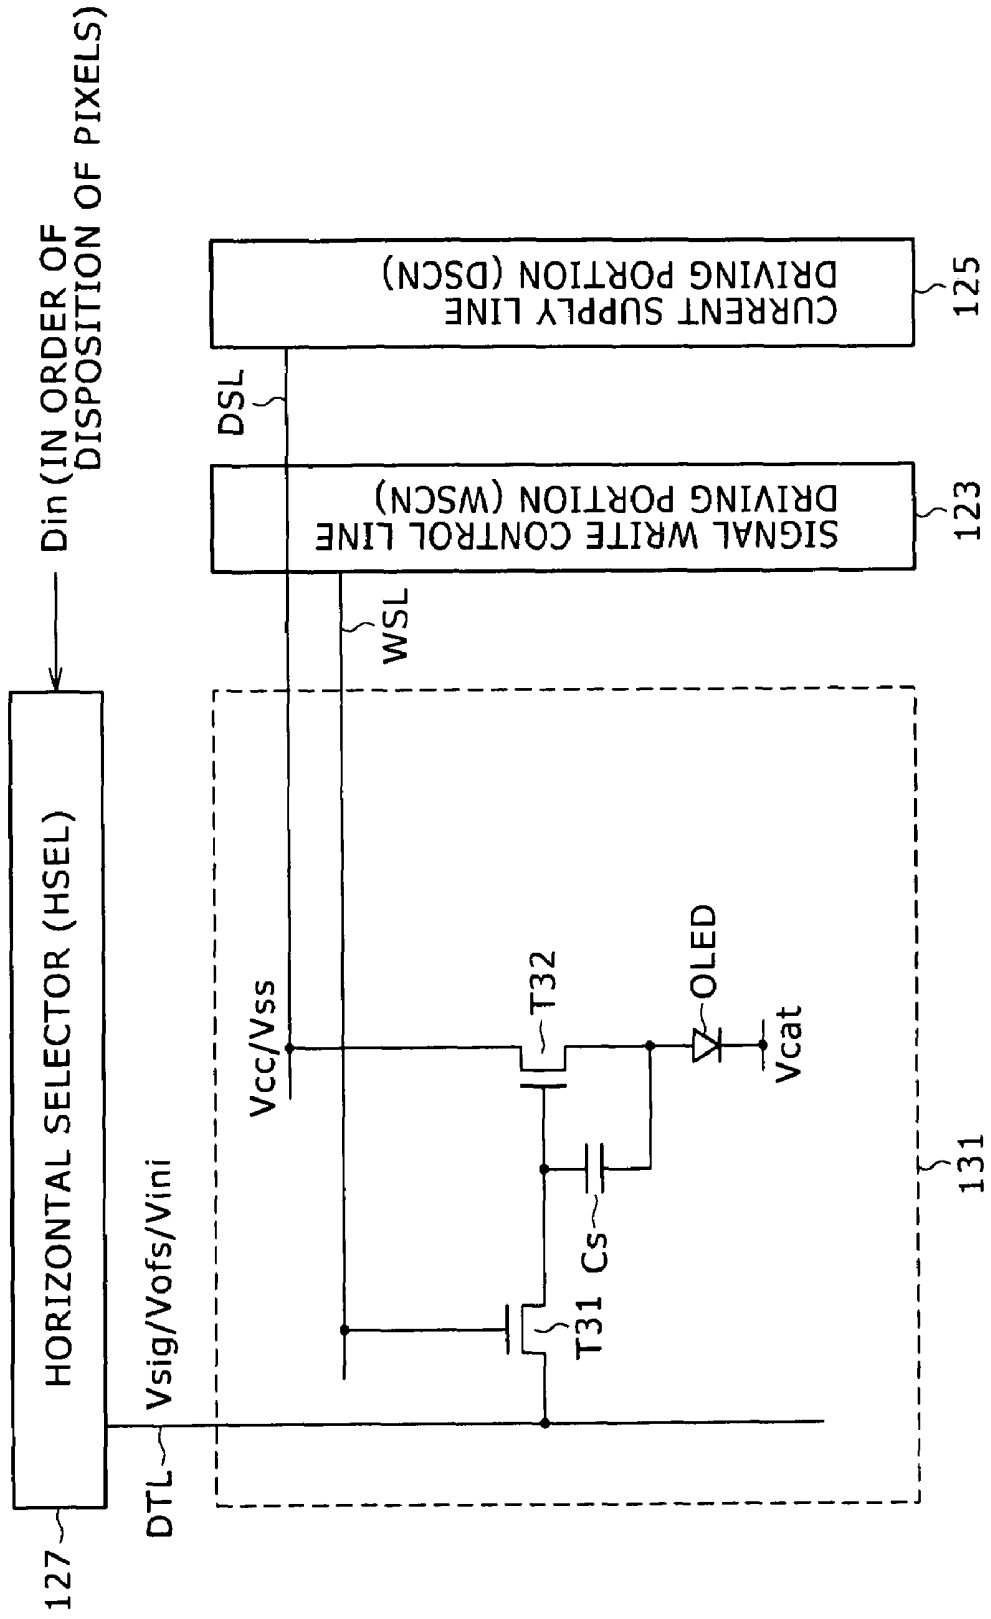 127
HORIZONTAL SELECTOR (HSEL)
Din (IN ORDER OF
DISPOSITION OF PIXELS)
DTL
Vsig/Vofs/Vini
Vcc/Vss
DSL
WSL
T31
Cs
T32
OLED
Vcat
SIGNAL WRITE CONTROL LINE
DRIVING PORTION (WSCN)
CURRENT SUPPLY LINE
DRIVING PORTION (DSCN)
131
123
125